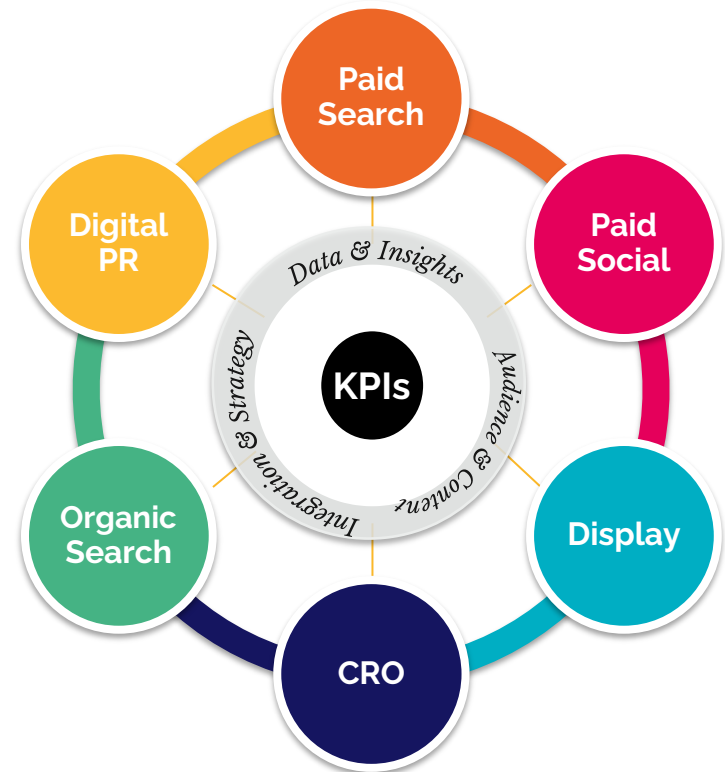 Paid
Search
Digital
PR
Paid
Social
Data & Insights
Integration & Strategy
Audience & Content
KPIs
Organic
Search
Display
CRO